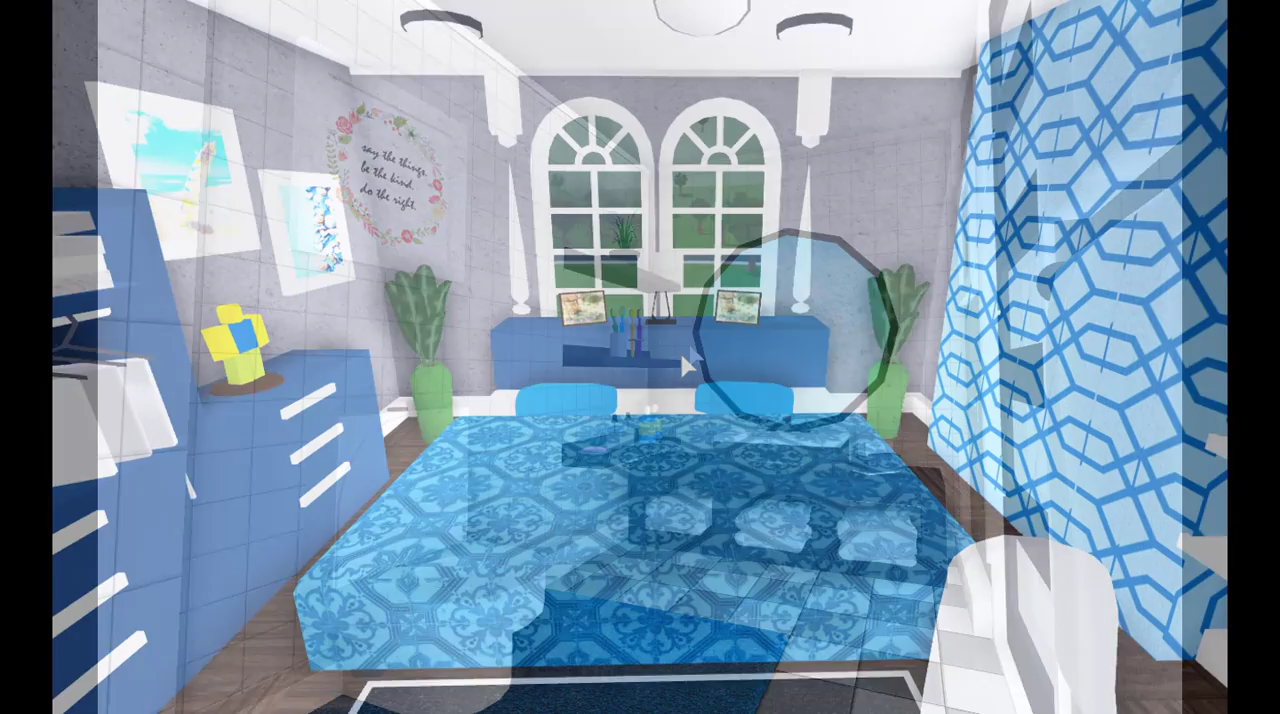 say the things.
be the kind.
do the right.